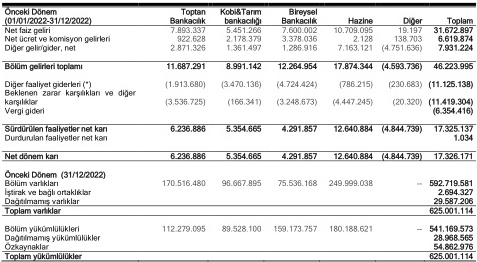 Önceki Dönem Toptan Kobi&Tarım Bireysel
(01/01/2022-31/12/2022) Bankacılık bankacılığı Bankacılık Hazine Diğer Toplam
Net faiz geliri 7.893.337 5.451.266 7.600.002 10.709.095 19.197 31.672.897
Net ücret ve komisyon gelirleri 922.628 2.178.379 3.378.036 2.128 138.703 6.619.874
Diğer gelir/gider, net 2.871.326 1.361.497 1.286.916 7.163.121 (4.751.636) 7.931.224
Bölüm gelirleri toplamı 11.687.291 8.991.142 12.264.954 17.874.344 (4.593.736) 46.223.995
Diğer faaliyet giderleri (*) (1.913.680) (3.470.136) (4.724.424) (786.215) (230.683) (11.125.138)
Beklenen zarar karşılıkları ve diğer
karşılıklar (3.536.725) (166.341) (3.248.673) (4.447.245) (20.320) (11.419.304)
Vergi gideri (6.354.416)
Sürdürülen faaliyetler net karı 6.236.886 5.354.665 4.291.857 12.640.884 (4.844.739) 17.325.137
Durdurulan faaliyetler net karı 1.034
Net dönem karı 6.236.886 5.354.665 4.291.857 12.640.884 (4.844.739) 17.326.171
Önceki Dönem (31/12/2022)
Bölüm varlıkları 170.516.480 96.667.895 75.536.168 249.999.038 -- 592.719.581
İştirak ve bağlı ortaklıklar 2.694.327
Dağıtılmamış varlıklar 29.587.206
Toplam varlıklar 625.001.114
Bölüm yükümlülükleri 112.279.095 89.528.100 159.173.757 180.188.621 -- 541.169.573
Dağıtılmamış yükümlülükler 28.968.565
Özkaynaklar 54.862.976
Toplam yükümlülükler 625.001.114